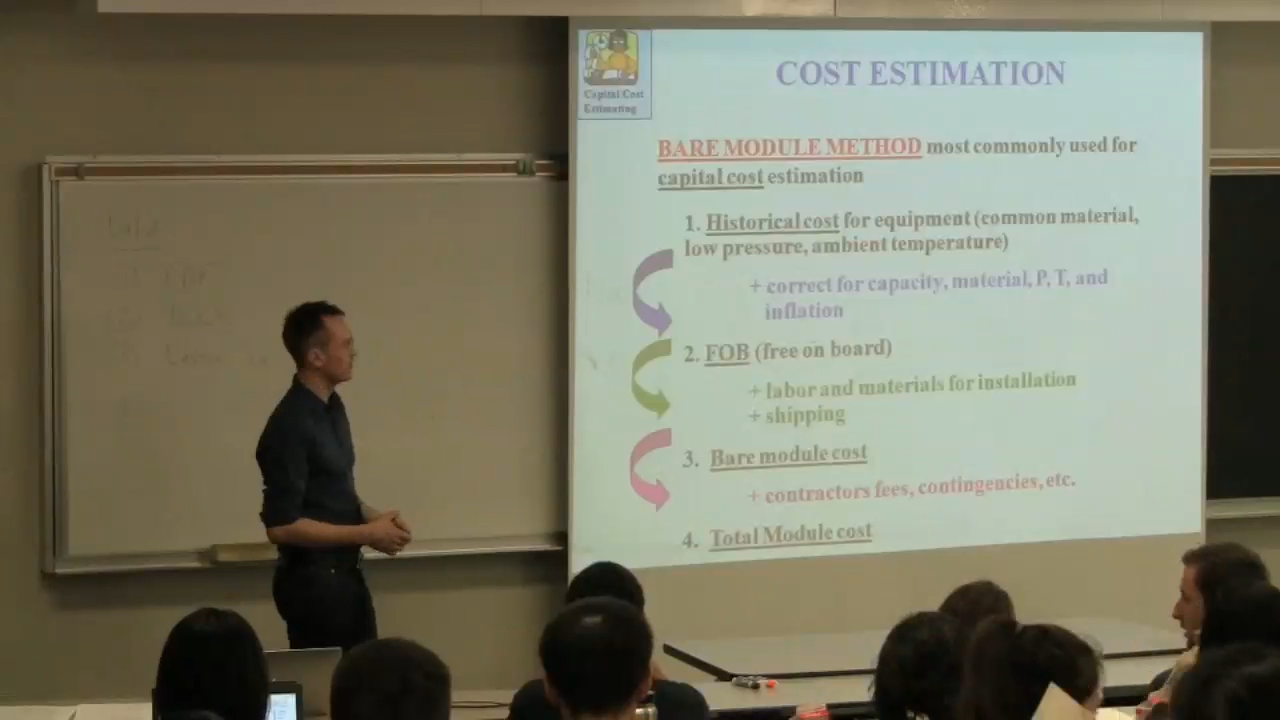 Capital Cost
Estimating
COST ESTIMATION
BARE MODULE METHOD most commonly used for
capital cost estimation
1. Historical cost for equipment (common material,
low pressure, ambient temperature)
+ correct for capacity, material, P, T, and
inflation
2. FOB (free on board)
+ labor and materials for installation
+ shipping
3. Bare module cost
+ contractors fees, contingencies, etc.
4. Total Module cost